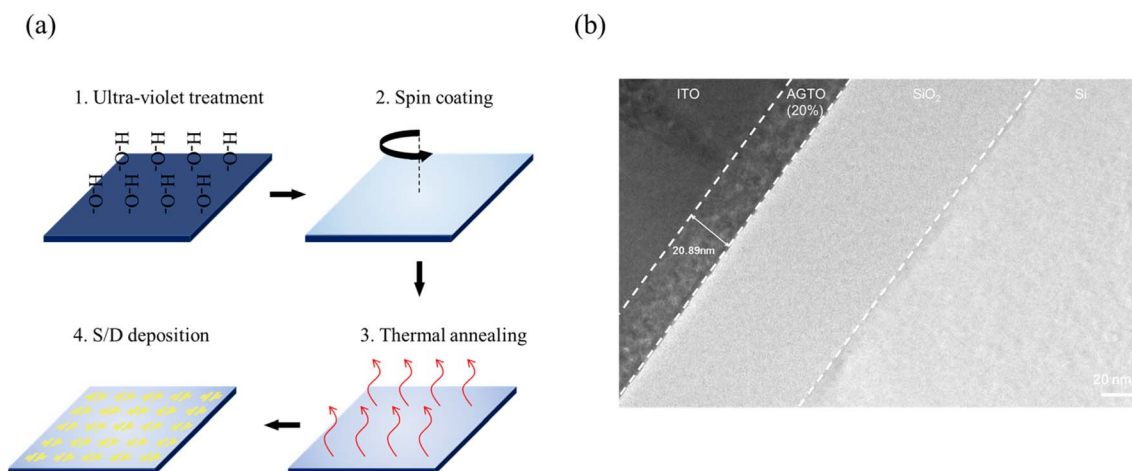 (a)
(b)
1. Ultra-violet treatment
2. Spin coating
-O-H -O-H -O-H -O-H
-O-H -O-H -O-H -O-H
4. S/D deposition
3. Thermal annealing
ITO
AGTO
(20%)
SiO₂
Si
20.89nm
20 nm